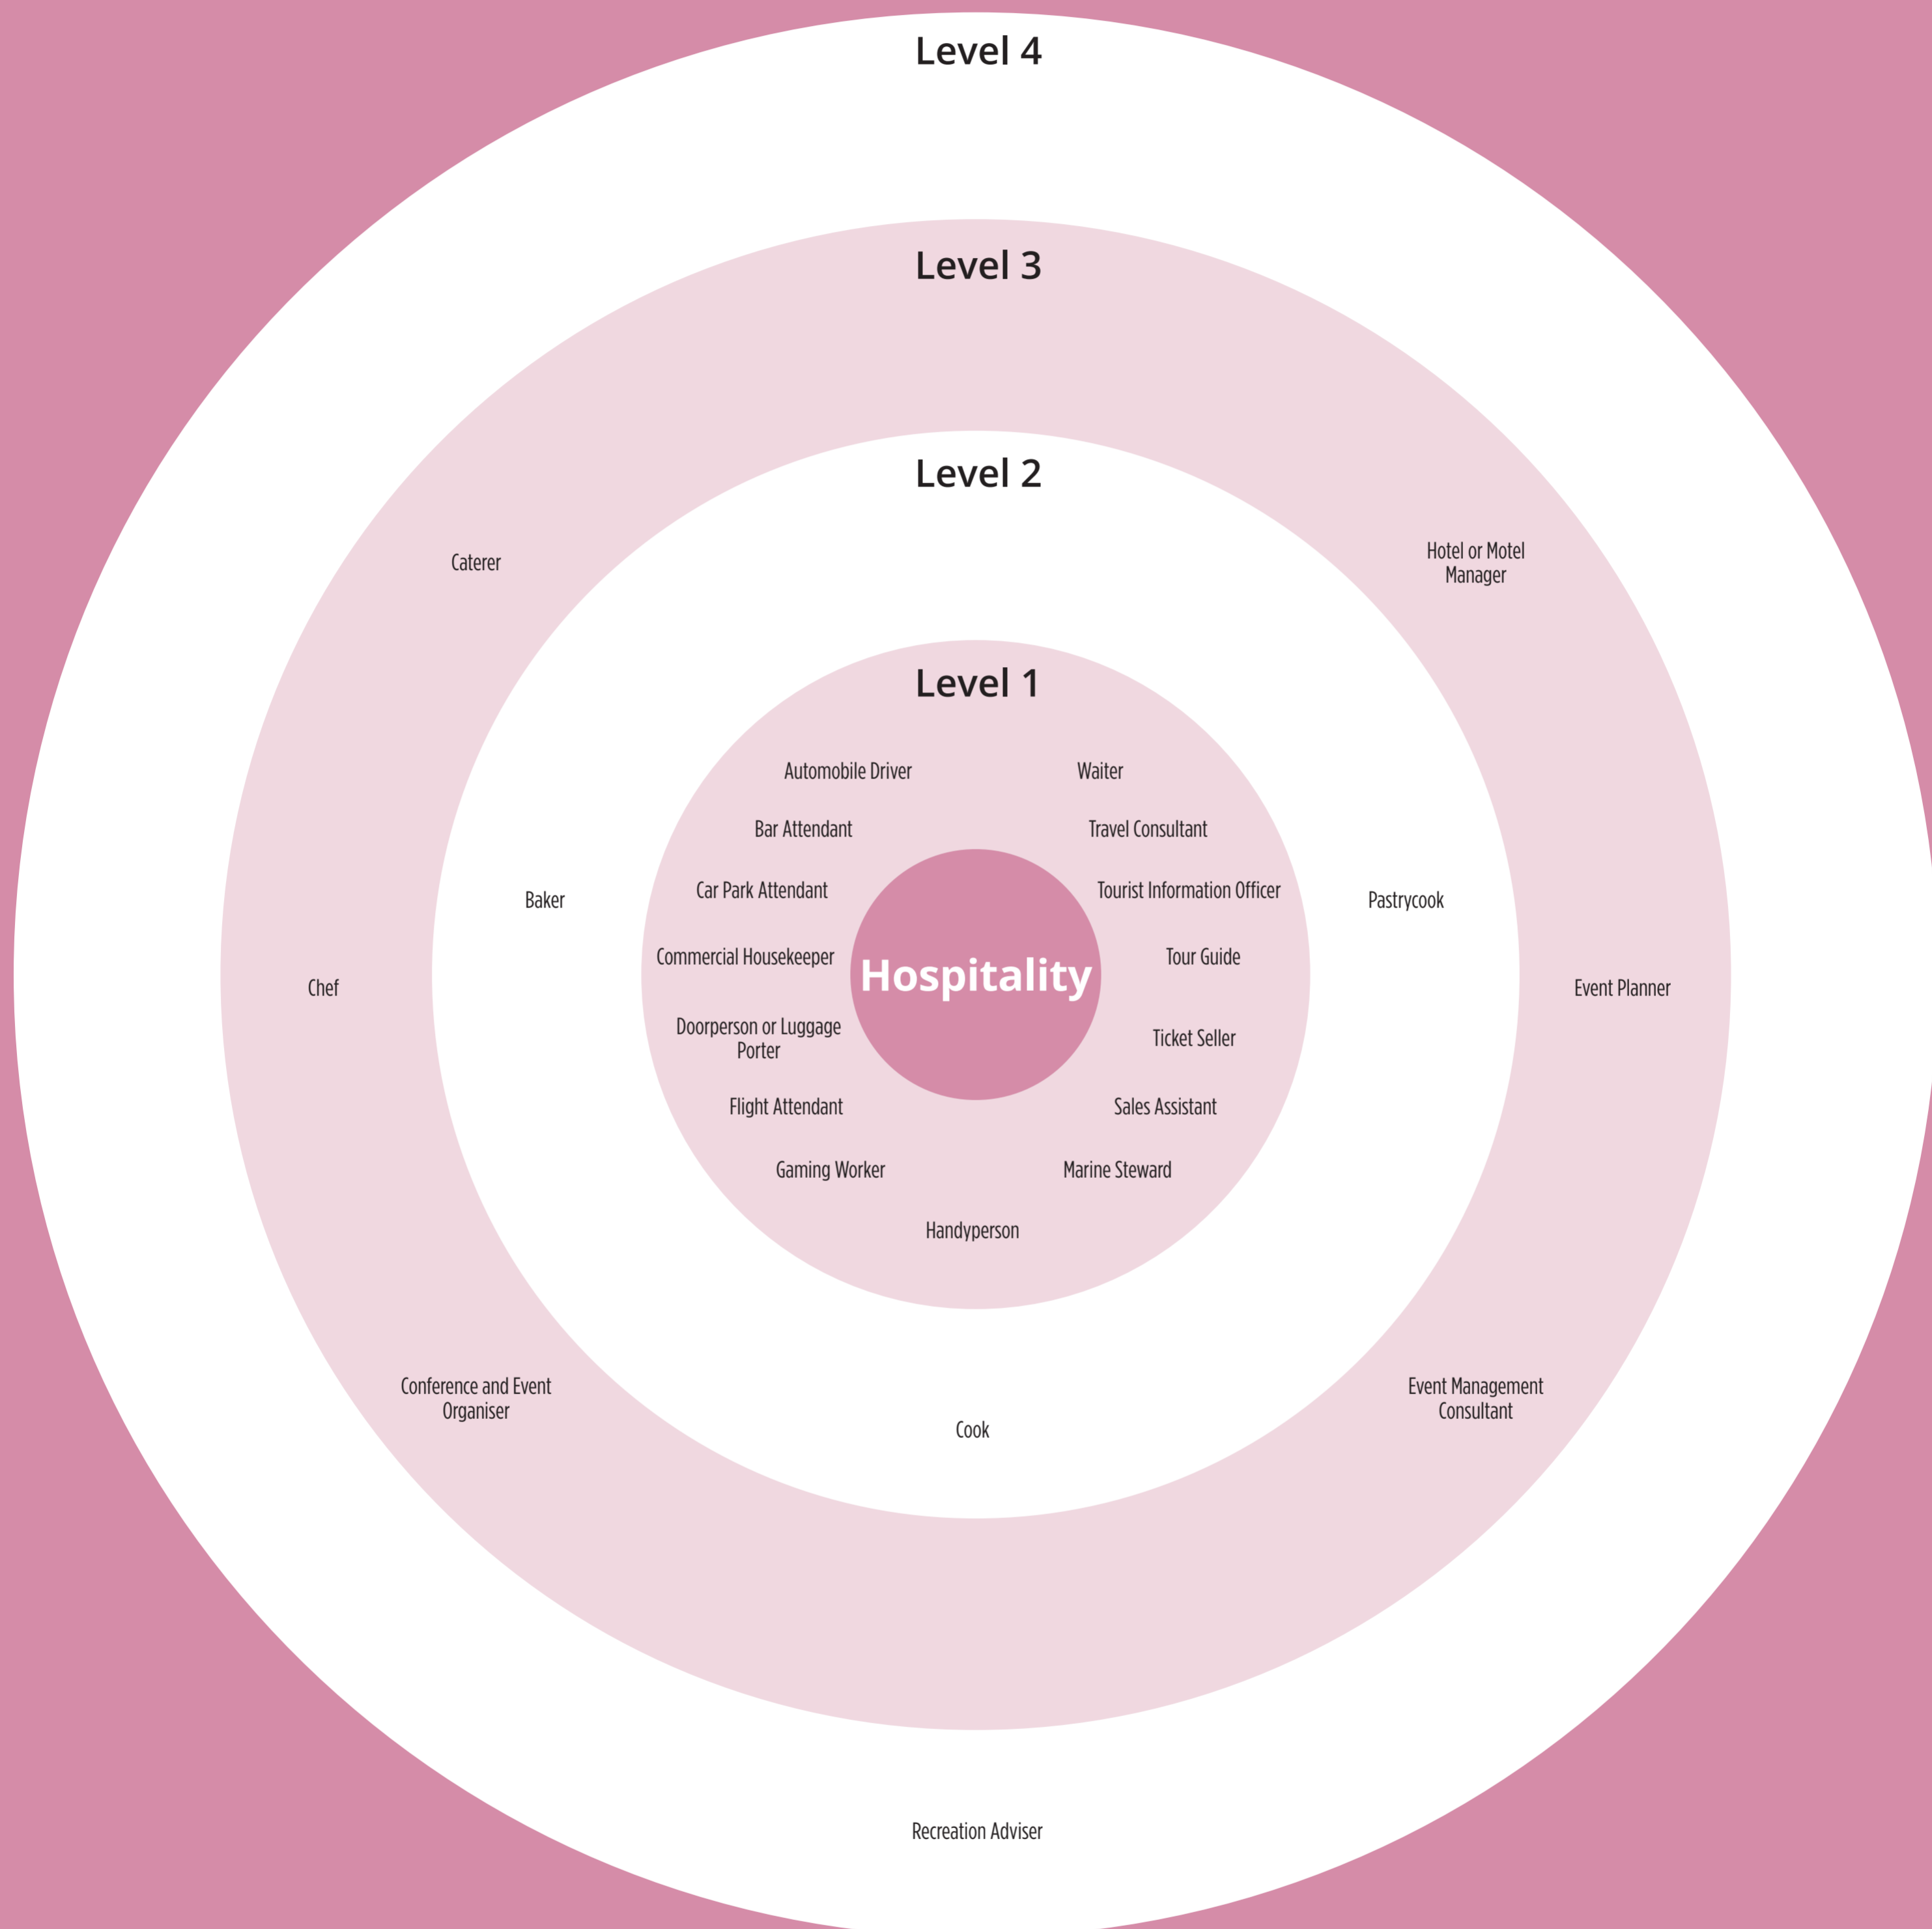 Level 4
Level 3
Level 2
Caterer
Hotel or Motel
Manager
Level 1
Automobile Driver
Waiter
Bar Attendant
Travel Consultant
Car Park Attendant
Tourist Information Officer
Baker
Pastrycook
Commercial Housekeeper
Tour Guide
Hospitality
Chef
Event Planner
Doorperson or Luggage
Porter
Ticket Seller
Flight Attendant
Sales Assistant
Gaming Worker
Marine Steward
Handyperson
Conference and Event
Organiser
Event Management
Consultant
Cook
Recreation Adviser